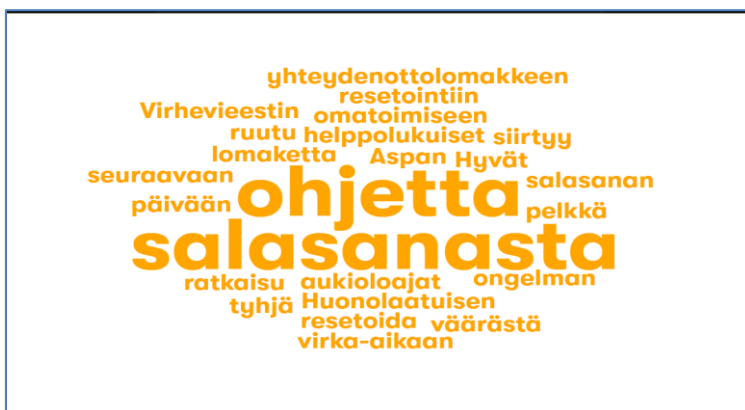 yhteydenottolomakkeen
resetointiin
Virhevieestin omatoimiseen
ruutu helppolukuiset siirtyy
lomaketta Aspan Hyvät
seuraavaan ohjetta salasanan
päivään pelkkä
salasanasta
ratkaisu aukioloajat ongelman
tyhjä Huonolaatuisen
resetoida väärästä
virka-aikaan